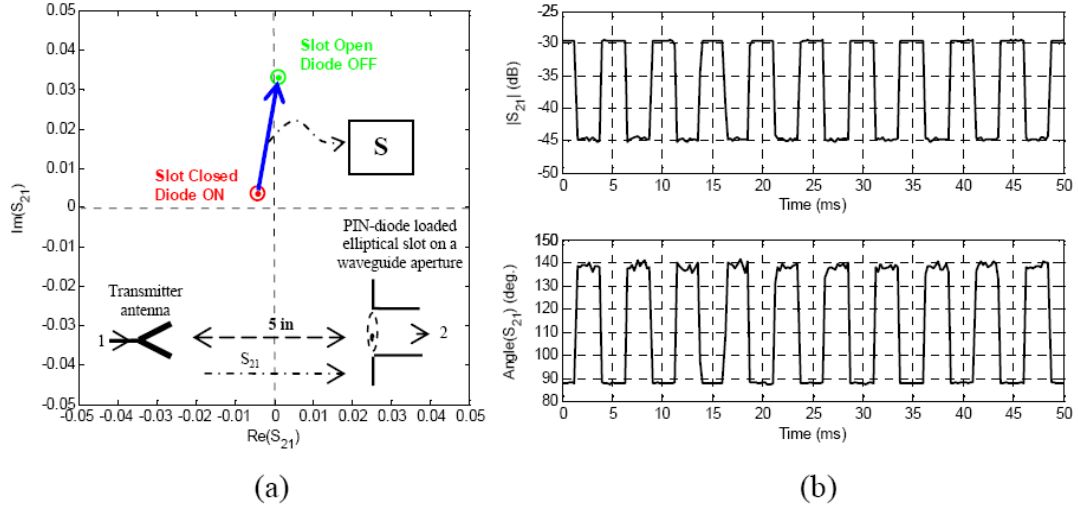 0.05
0.04
0.03
0.02
0.01
0
-0.01
-0.02
-0.03
-0.04
-0.05
Im(S21)
Slot Open
Diode OFF
S
Slot Closed
Diode ON
PIN-diode loaded
elliptical slot on a
waveguide aperture
Transmitter
antenna
1
5 in
2
S21
-0.05 -0.04 -0.03 -0.02 -0.01 0 0.01 0.02 0.03 0.04 0.05
Re(S21)
(a)
-25
-30
-35
-40
-45
-50
|S21| (dB)
0 5 10 15 20 25 30 35 40 45 50
Time (ms)
150
140
130
120
110
100
90
80
Angle(S21) (deg.)
0 5 10 15 20 25 30 35 40 45 50
Time (ms)
(b)